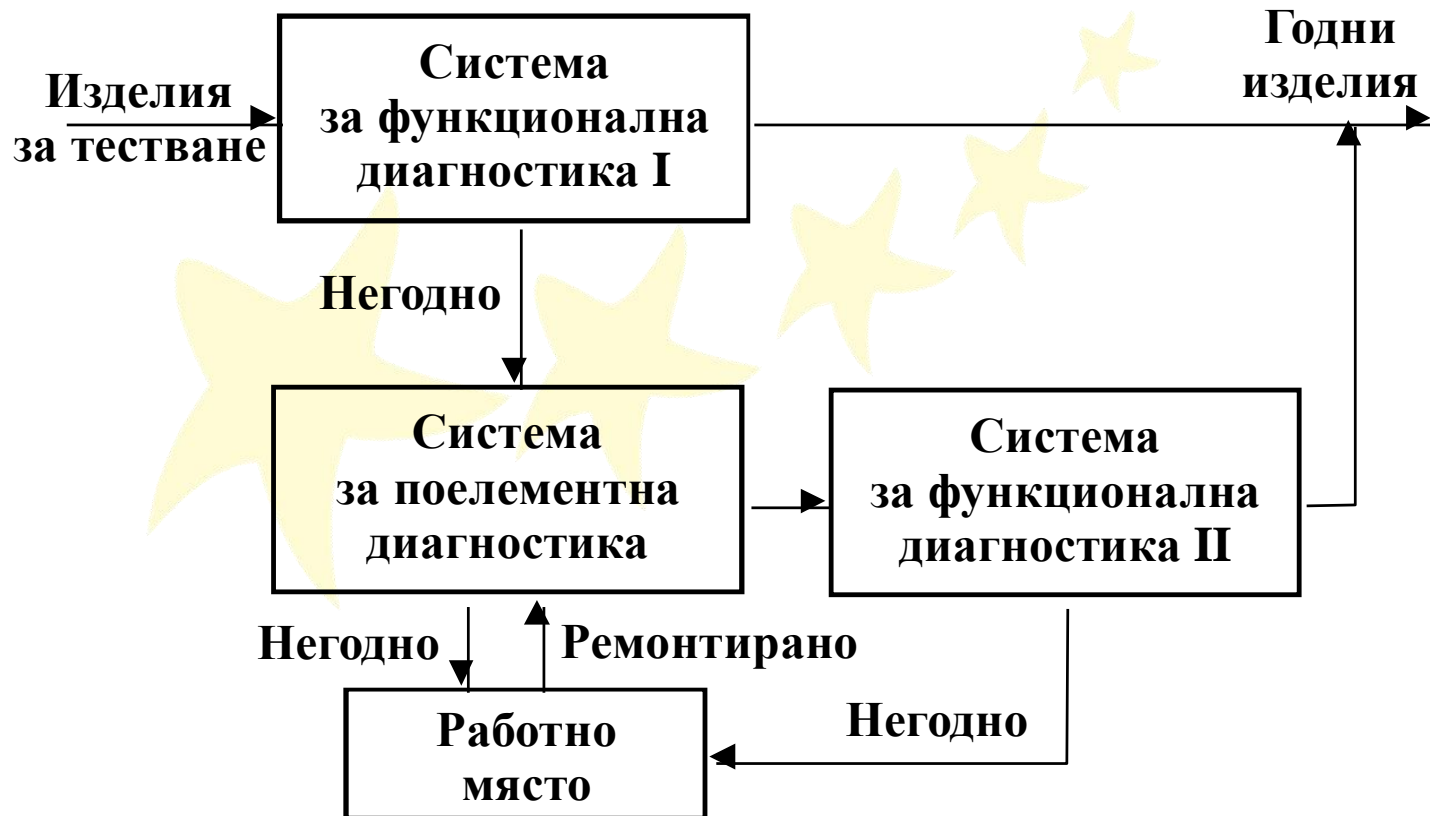 Система
за функционална
диагностика I
Годни
изделия
Изделия
за тестване
Негодно
Система
за поелементна
диагностика
Система
за функционална
диагностика II
Негодно
Ремонтирано
Негодно
Работно
място